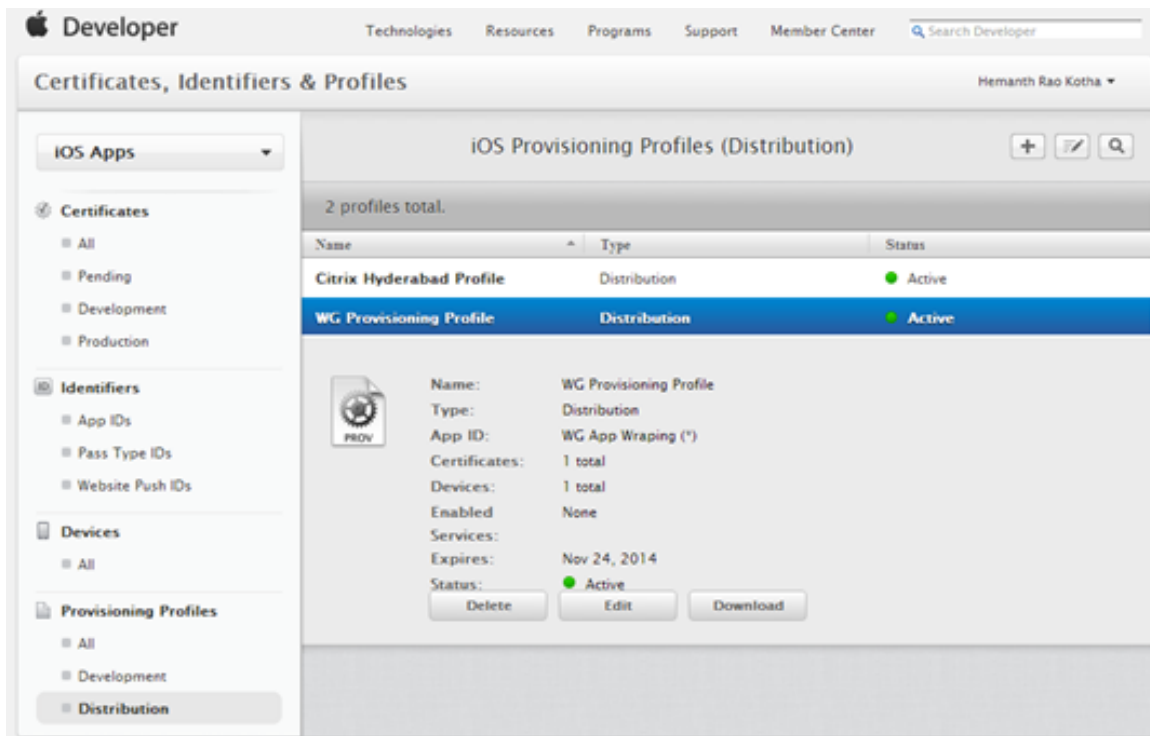 Developer
Technologies Resources Programs Support Member Center Search Developer
Certificates, Identifiers & Profiles
Hemanth Rao Kotha
iOS Apps
Certificates
All
Pending
Development
Production
ID Identifiers
App IDs
Pass Type IDs
Website Push IDs
Devices
All
Provisioning Profiles
All
Development
Distribution
iOS Provisioning Profiles (Distribution)
2 profiles total.
Name Type Status
Citrix Hyderabad Profile Distribution Active
WG Provisioning Profile Distribution Active
PROV
Name: WG Provisioning Profile
Type: Distribution
App ID: WG App Wraping (*)
Certificates: 1 total
Devices: 1 total
Enabled None
Services:
Expires: Nov 24, 2014
Status: Active
Delete Edit Download